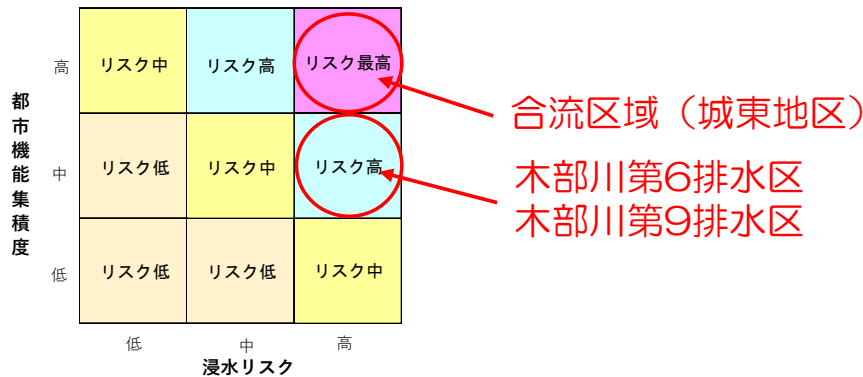 都市機能集積度
高
リスク中
リスク高
リスク最高
中
リスク低
リスク中
リスク高
低
リスク低
リスク低
リスク中
低
中
高
浸水リスク
合流区域（城東地区）
木部川第6排水区
木部川第9排水区